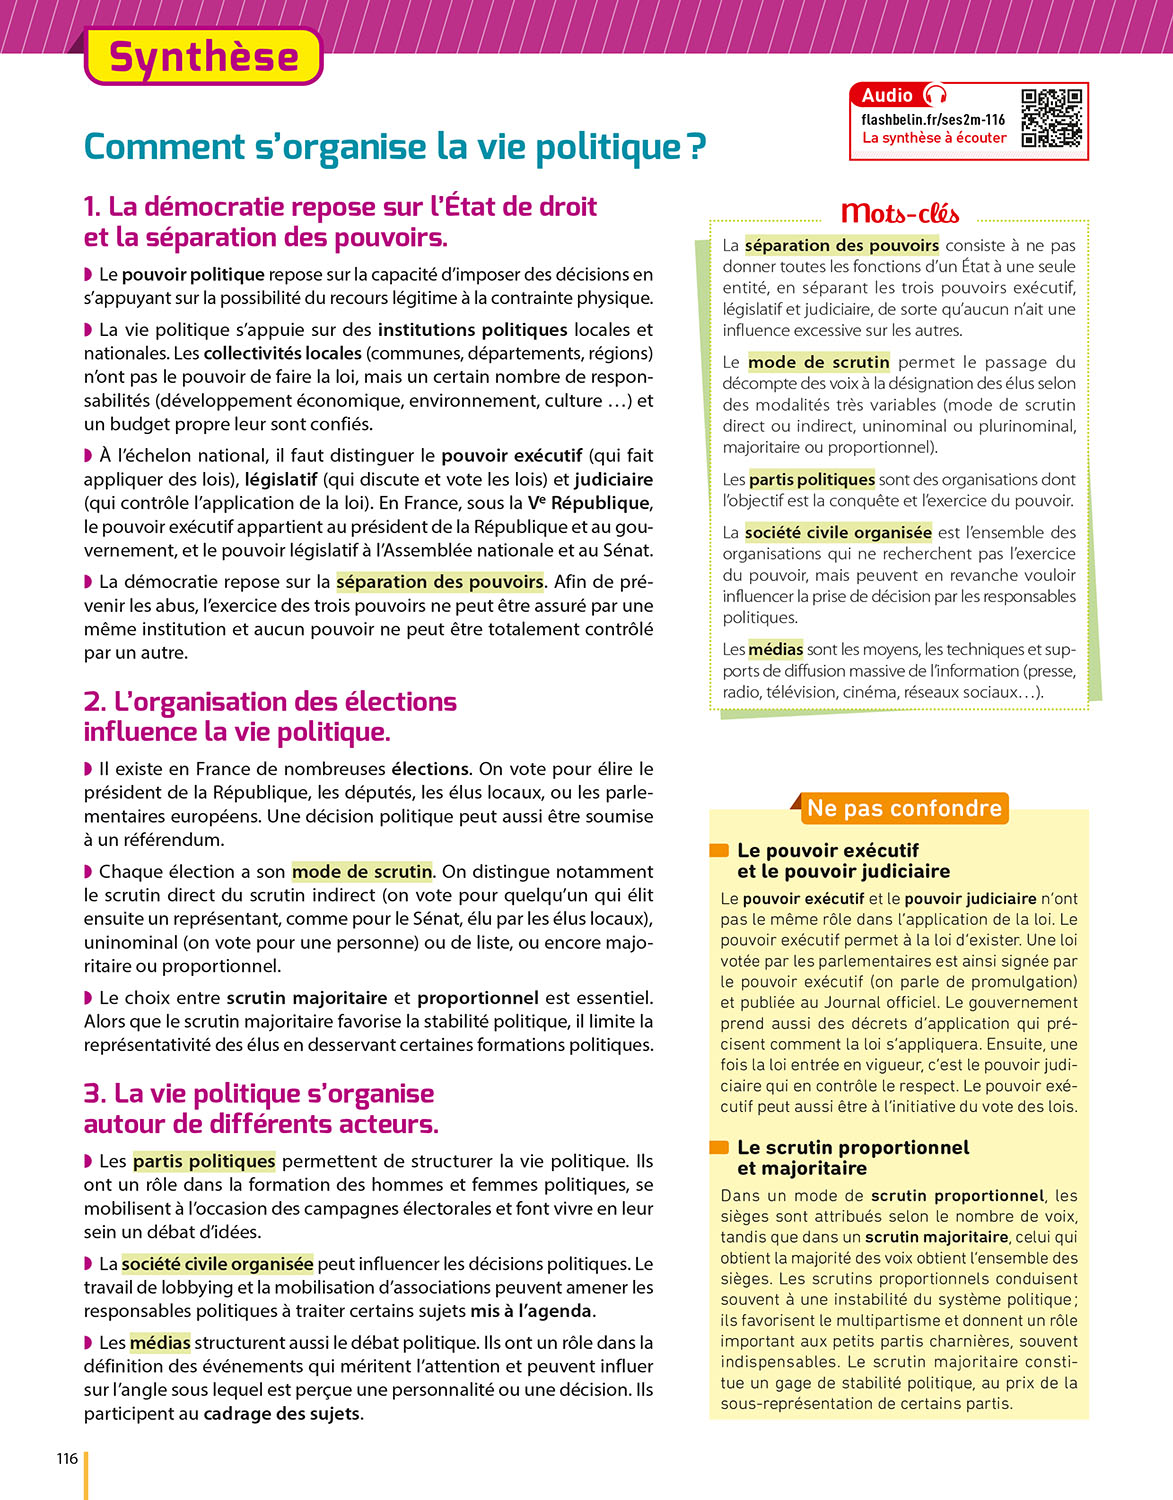 Synthèse
Audio
flashbelin.fr/ses2m-116
La synthèse à écouter
Comment s'organise la vie politique ?
1. La démocratie repose sur l'État de droit
et la séparation des pouvoirs.
Le pouvoir politique repose sur la capacité d'imposer des décisions en
s'appuyant sur la possibilité du recours légitime à la contrainte physique.
La vie politique s'appuie sur des institutions politiques locales et
nationales. Les collectivités locales (communes, départements, régions)
n'ont pas le pouvoir de faire la loi, mais un certain nombre de respon-
sabilités (développement économique, environnement, culture …) et
un budget propre leur sont confiés.
À l'échelon national, il faut distinguer le pouvoir exécutif (qui fait
appliquer des lois), législatif (qui discute et vote les lois) et judiciaire
(qui contrôle l'application de la loi). En France, sous la Ve République,
le pouvoir exécutif appartient au président de la République et au gou-
vernement, et le pouvoir législatif à l'Assemblée nationale et au Sénat.
La démocratie repose sur la séparation des pouvoirs. Afin de pré-
venir les abus, l'exercice des trois pouvoirs ne peut être assuré par une
même institution et aucun pouvoir ne peut être totalement contrôlé
par un autre.
2. L'organisation des élections
influence la vie politique.
Il existe en France de nombreuses élections. On vote pour élire le
président de la République, les députés, les élus locaux, ou les parle-
mentaires européens. Une décision politique peut aussi être soumise
à un référendum.
Chaque élection a son mode de scrutin. On distingue notamment
le scrutin direct du scrutin indirect (on vote pour quelqu'un qui élit
ensuite un représentant, comme pour le Sénat, élu par les élus locaux),
uninominal (on vote pour une personne) ou de liste, ou encore majo-
ritaire ou proportionnel.
Le choix entre scrutin majoritaire et proportionnel est essentiel.
Alors que le scrutin majoritaire favorise la stabilité politique, il limite la
représentativité des élus en desservant certaines formations politiques.
3. La vie politique s'organise
autour de différents acteurs.
Les partis politiques permettent de structurer la vie politique. Ils
ont un rôle dans la formation des hommes et femmes politiques, se
mobilisent à l'occasion des campagnes électorales et font vivre en leur
sein un débat d'idées.
La société civile organisée peut influencer les décisions politiques. Le
travail de lobbying et la mobilisation d'associations peuvent amener les
responsables politiques à traiter certains sujets mis à l'agenda.
Les médias structurent aussi le débat politique. Ils ont un rôle dans la
définition des événements qui méritent l'attention et peuvent influer
sur l'angle sous lequel est perçue une personnalité ou une décision. Ils
participent au cadrage des sujets.
Mots-clés
La séparation des pouvoirs consiste à ne pas
donner toutes les fonctions d'un État à une seule
entité, en séparant les trois pouvoirs exécutif,
législatif et judiciaire, de sorte qu'aucun n'ait une
influence excessive sur les autres.
Le mode de scrutin permet le passage du
décompte des voix à la désignation des élus selon
des modalités très variables (mode de scrutin
direct ou indirect, uninominal ou plurinominal,
majoritaire ou proportionnel).
Les partis politiques sont des organisations dont
l'objectif est la conquête et l'exercice du pouvoir.
La société civile organisée est l'ensemble des
organisations qui ne recherchent pas l'exercice
du pouvoir, mais peuvent en revanche vouloir
influencer la prise de décision par les responsables
politiques.
Les médias sont les moyens, les techniques et sup-
ports de diffusion massive de l'information (presse,
radio, télévision, cinéma, réseaux sociaux…).
Ne pas confondre
Le pouvoir exécutif
et le pouvoir judiciaire
Le pouvoir exécutif et le pouvoir judiciaire n'ont
pas le même rôle dans l'application de la loi. Le
pouvoir exécutif permet à la loi d'exister. Une loi
votée par les parlementaires est ainsi signée par
le pouvoir exécutif (on parle de promulgation)
et publiée au Journal officiel. Le gouvernement
prend aussi des décrets d'application qui pré-
cisent comment la loi s'appliquera. Ensuite, une
fois la loi entrée en vigueur, c'est le pouvoir judi-
ciaire qui en contrôle le respect. Le pouvoir exé-
cutif peut aussi être à l'initiative du vote des lois.
Le scrutin proportionnel
et majoritaire
Dans un mode de scrutin proportionnel, les
sièges sont attribués selon le nombre de voix,
tandis que dans un scrutin majoritaire, celui qui
obtient la majorité des voix obtient l'ensemble des
sièges. Les scrutins proportionnels conduisent
souvent à une instabilité du système politique ;
ils favorisent le multipartisme et donnent un rôle
important aux petits partis charnières, souvent
indispensables. Le scrutin majoritaire consti-
tue un gage de stabilité politique, au prix de la
sous-représentation de certains partis.
116